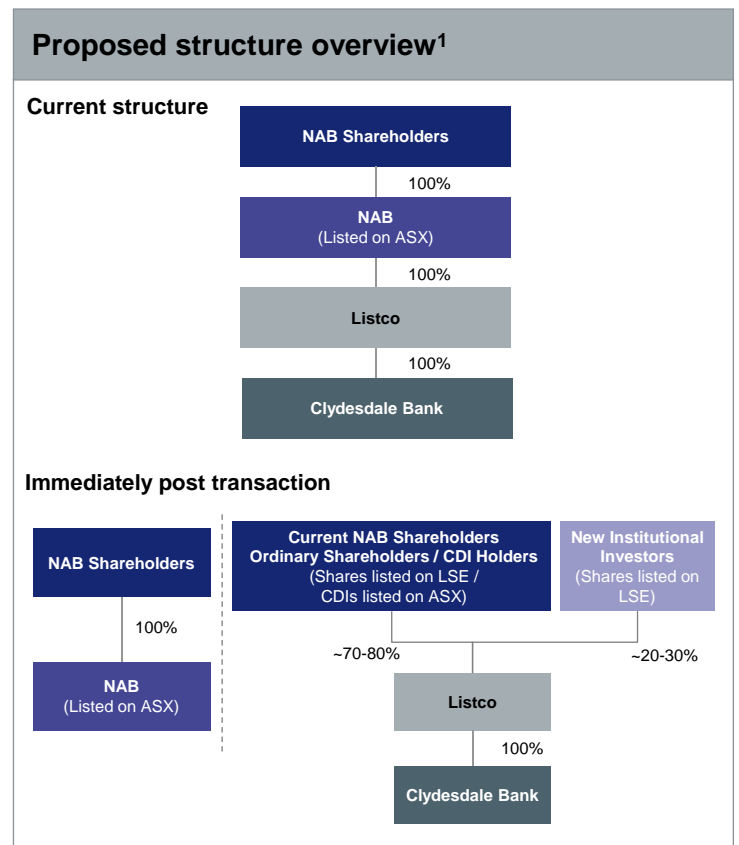 Proposed structure overview¹
Current structure
NAB Shareholders
100%
NAB
(Listed on ASX)
100%
Listco
100%
Clydesdale Bank
Immediately post transaction
NAB Shareholders
100%
NAB
(Listed on ASX)
Current NAB Shareholders
Ordinary Shareholders / CDI Holders
(Shares listed on LSE /
CDIs listed on ASX)
New Institutional
Investors
(Shares listed on
LSE)
~70-80%
~20-30%
Listco
100%
Clydesdale Bank